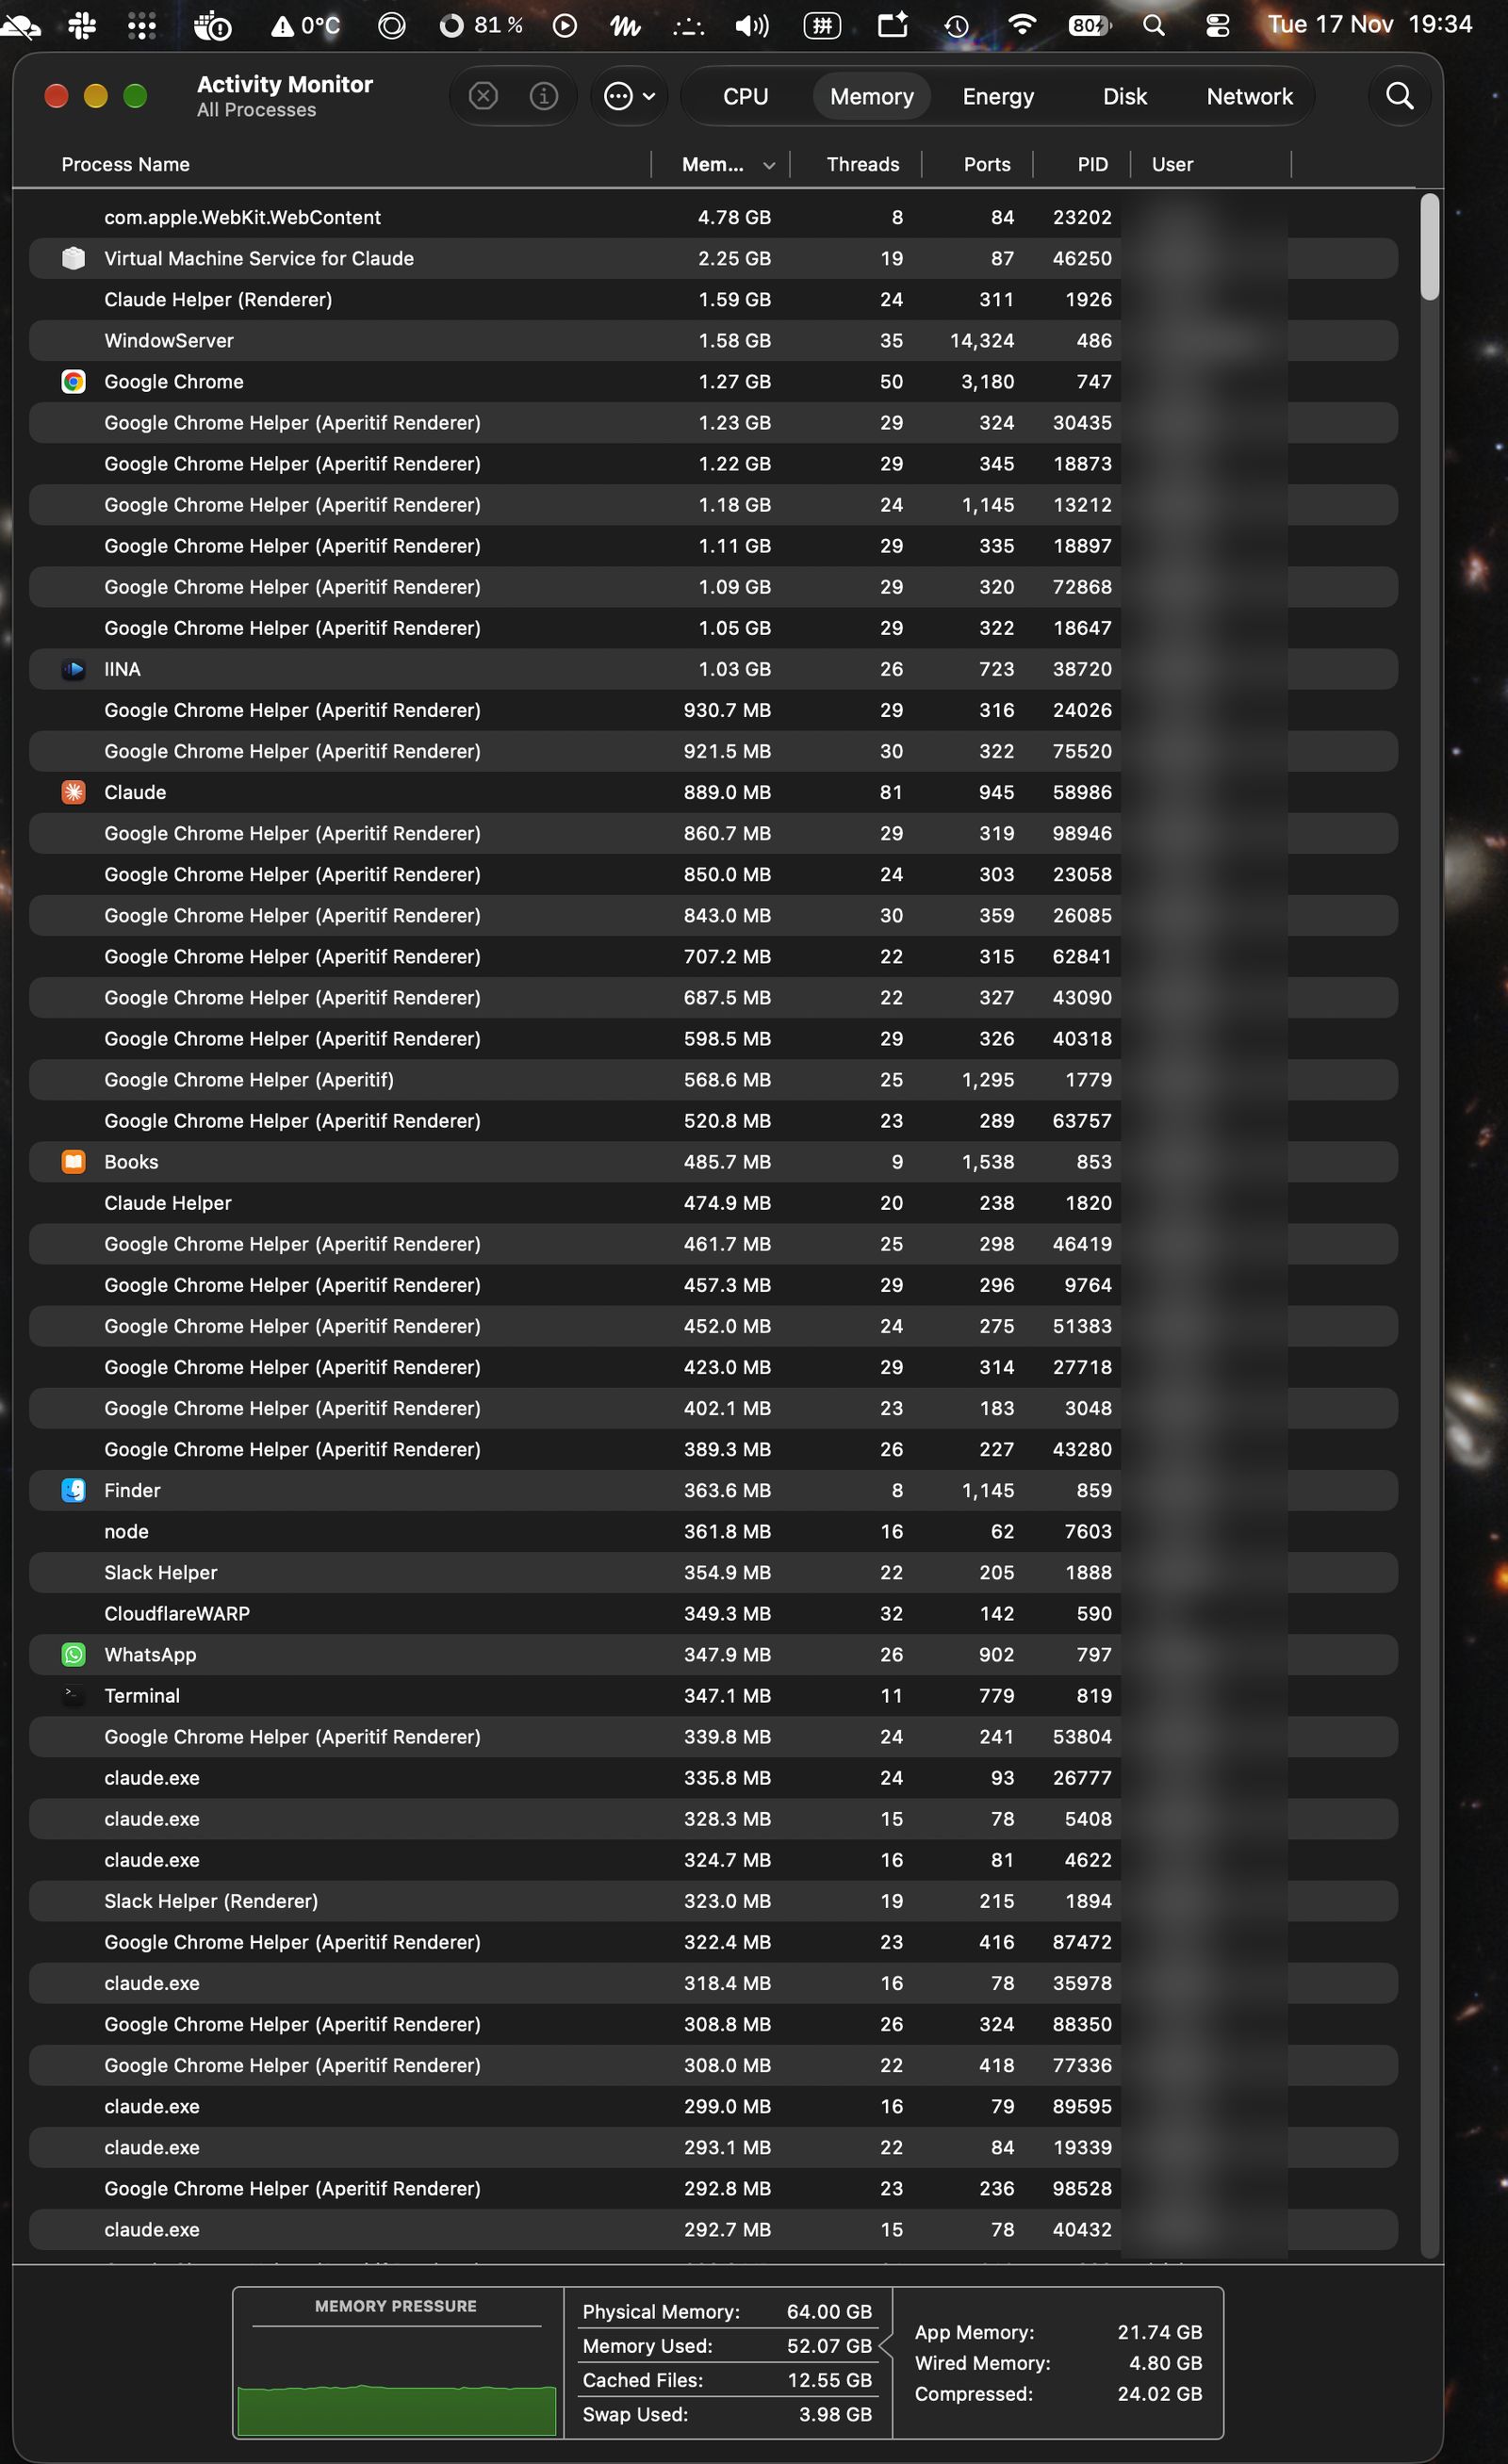 0°C 81 % 拼 80 Tue 17 Nov 19:34
Activity Monitor
All Processes
CPU Memory Energy Disk Network
Process Name Mem... Threads Ports PID User
com.apple.WebKit.WebContent 4.78 GB 8 84 23202
Virtual Machine Service for Claude 2.25 GB 19 87 46250
Claude Helper (Renderer) 1.59 GB 24 311 1926
WindowServer 1.58 GB 35 14,324 486
Google Chrome 1.27 GB 50 3,180 747
Google Chrome Helper (Aperitif Renderer) 1.23 GB 29 324 30435
Google Chrome Helper (Aperitif Renderer) 1.22 GB 29 345 18873
Google Chrome Helper (Aperitif Renderer) 1.18 GB 24 1,145 13212
Google Chrome Helper (Aperitif Renderer) 1.11 GB 29 335 18897
Google Chrome Helper (Aperitif Renderer) 1.09 GB 29 320 72868
Google Chrome Helper (Aperitif Renderer) 1.05 GB 29 322 18647
IINA 1.03 GB 26 723 38720
Google Chrome Helper (Aperitif Renderer) 930.7 MB 29 316 24026
Google Chrome Helper (Aperitif Renderer) 921.5 MB 30 322 75520
Claude 889.0 MB 81 945 58986
Google Chrome Helper (Aperitif Renderer) 860.7 MB 29 319 98946
Google Chrome Helper (Aperitif Renderer) 850.0 MB 24 303 23058
Google Chrome Helper (Aperitif Renderer) 843.0 MB 30 359 26085
Google Chrome Helper (Aperitif Renderer) 707.2 MB 22 315 62841
Google Chrome Helper (Aperitif Renderer) 687.5 MB 22 327 43090
Google Chrome Helper (Aperitif Renderer) 598.5 MB 29 326 40318
Google Chrome Helper (Aperitif) 568.6 MB 25 1,295 1779
Google Chrome Helper (Aperitif Renderer) 520.8 MB 23 289 63757
Books 485.7 MB 9 1,538 853
Claude Helper 474.9 MB 20 238 1820
Google Chrome Helper (Aperitif Renderer) 461.7 MB 25 298 46419
Google Chrome Helper (Aperitif Renderer) 457.3 MB 29 296 9764
Google Chrome Helper (Aperitif Renderer) 452.0 MB 24 275 51383
Google Chrome Helper (Aperitif Renderer) 423.0 MB 29 314 27718
Google Chrome Helper (Aperitif Renderer) 402.1 MB 23 183 3048
Google Chrome Helper (Aperitif Renderer) 389.3 MB 26 227 43280
Finder 363.6 MB 8 1,145 859
node 361.8 MB 16 62 7603
Slack Helper 354.9 MB 22 205 1888
CloudflareWARP 349.3 MB 32 142 590
WhatsApp 347.9 MB 26 902 797
Terminal 347.1 MB 11 779 819
Google Chrome Helper (Aperitif Renderer) 339.8 MB 24 241 53804
claude.exe 335.8 MB 24 93 26777
claude.exe 328.3 MB 15 78 5408
claude.exe 324.7 MB 16 81 4622
Slack Helper (Renderer) 323.0 MB 19 215 1894
Google Chrome Helper (Aperitif Renderer) 322.4 MB 23 416 87472
claude.exe 318.4 MB 16 78 35978
Google Chrome Helper (Aperitif Renderer) 308.8 MB 26 324 88350
Google Chrome Helper (Aperitif Renderer) 308.0 MB 22 418 77336
claude.exe 299.0 MB 16 79 89595
claude.exe 293.1 MB 22 84 19339
Google Chrome Helper (Aperitif Renderer) 292.8 MB 23 236 98528
claude.exe 292.7 MB 15 78 40432
MEMORY PRESSURE
Physical Memory: 64.00 GB
Memory Used: 52.07 GB
Cached Files: 12.55 GB
Swap Used: 3.98 GB
App Memory: 21.74 GB
Wired Memory: 4.80 GB
Compressed: 24.02 GB